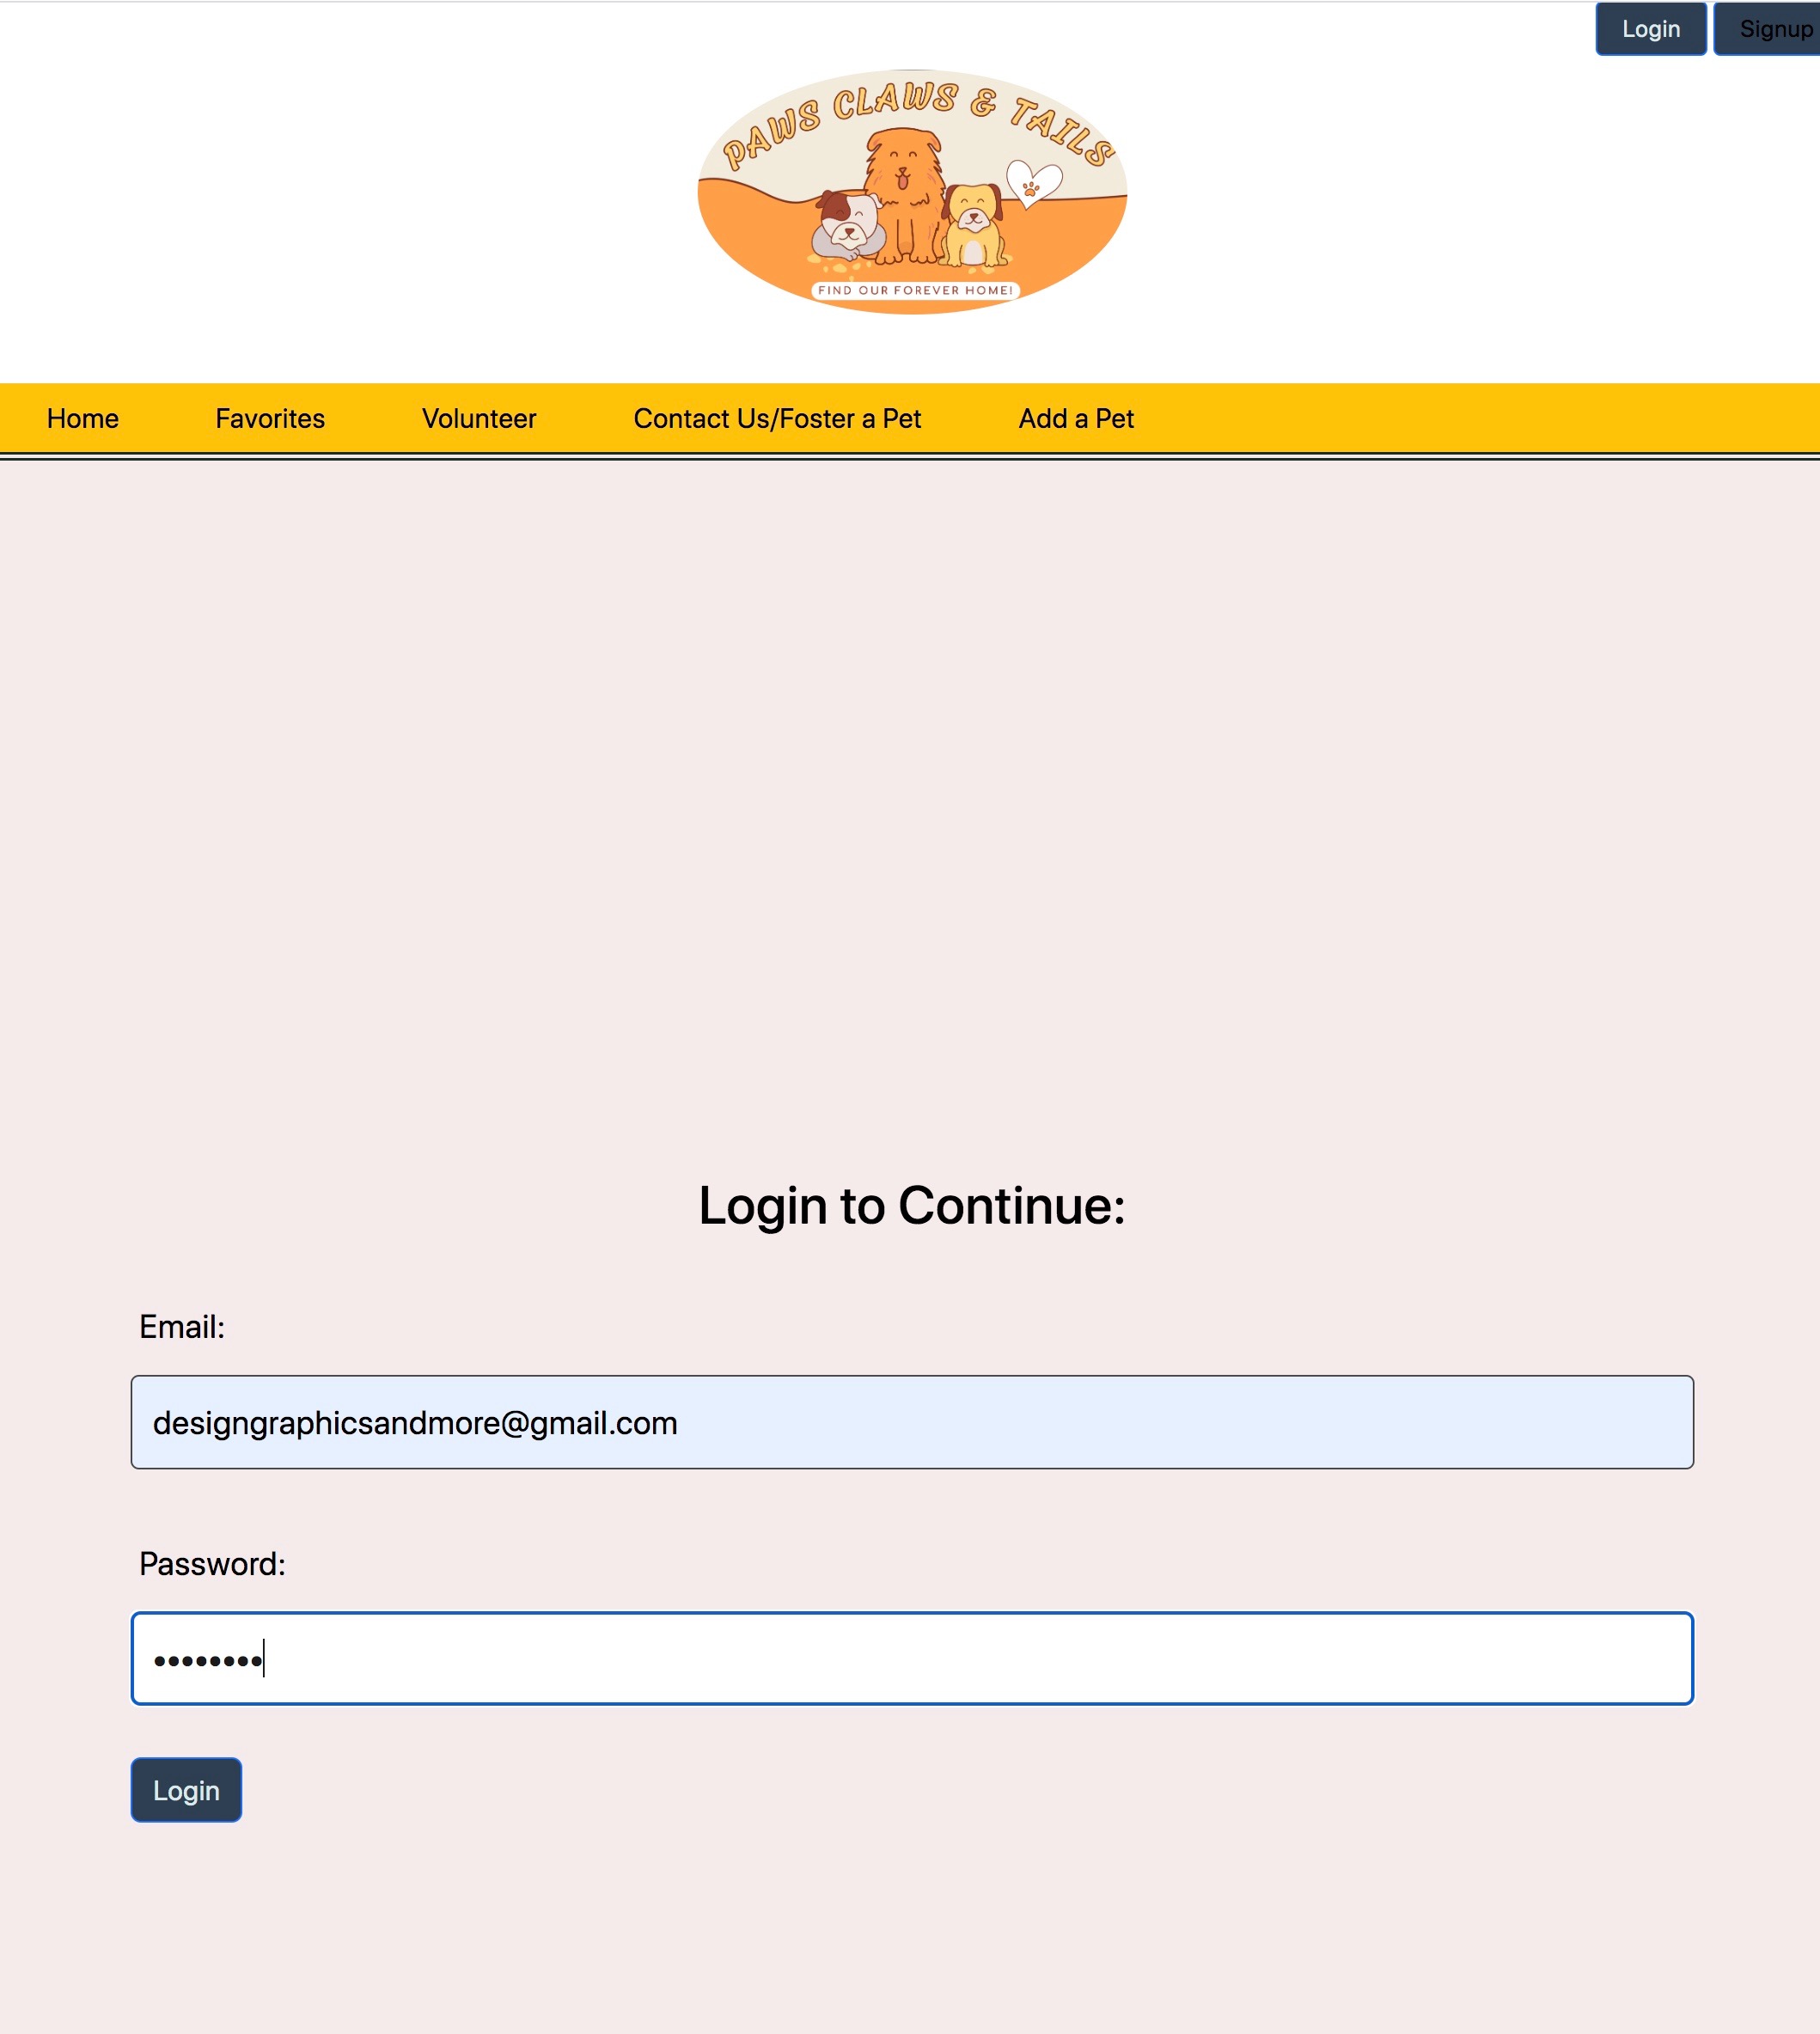 Login Signup
PAWS CLAWS & TAILS
FIND OUR FOREVER HOME!
Home Favorites Volunteer Contact Us/Foster a Pet Add a Pet
Login to Continue:
Email:
designgraphicsandmore@gmail.com
Password:
••••••••
Login